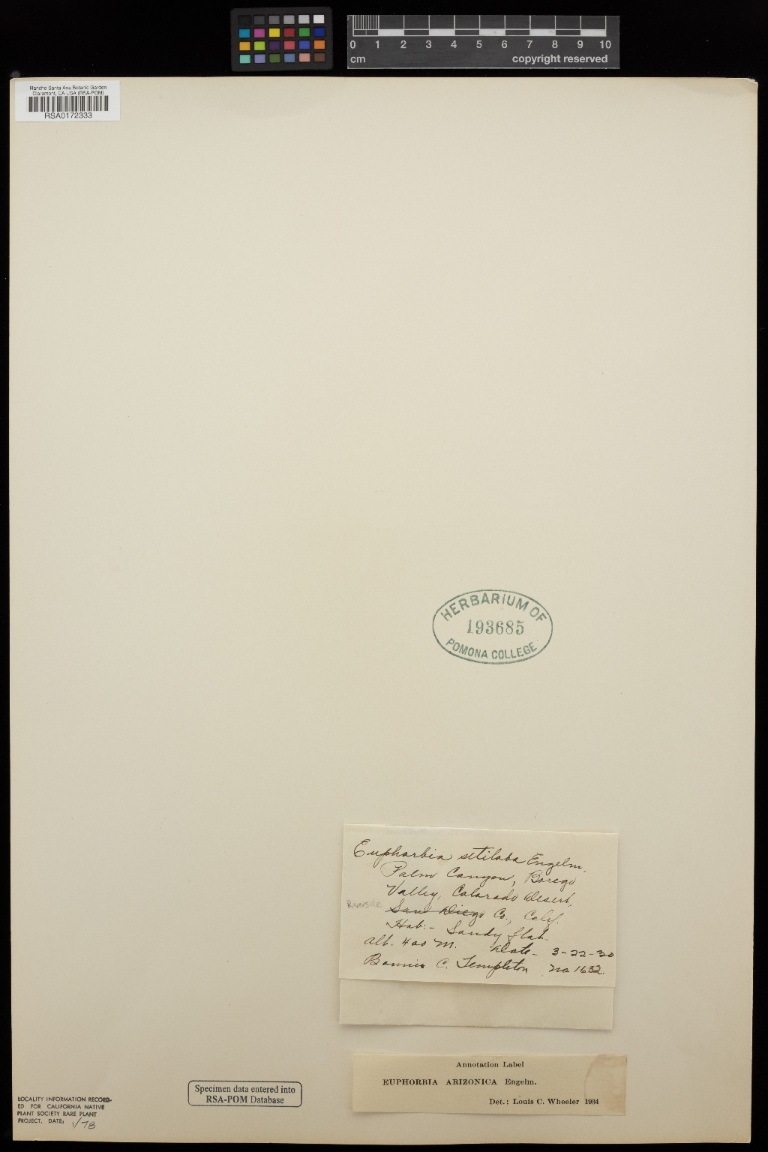 0 1 2 3 4 5 6 7 8 9 10
cm copyright reserved
Rancho Santa Ana Botanic Garden
Claremont, CA USA (RSA-POM)
RSA0172333
HERBARIUM OF
193685
POMONA COLLEGE
Euphorbia setiloba Engelm.
Palm Canyon, Borego
Valley, Colorado Desert,
San Diego Co., Calif.
Hab. - Sandy flat.
Alt. 400 m. Date - 3-22-30
Bonnie C. Templeton no 1632
Annotation Label
EUPHORBIA ARIZONICA Engelm.
Det.: Louis C. Wheeler 1934
Specimen data entered into
RSA-POM Database
LOCALITY INFORMATION RECORD-
ED FOR CALIFORNIA NATIVE
PLANT SOCIETY RARE PLANT
PROJECT. DATE: 1/78